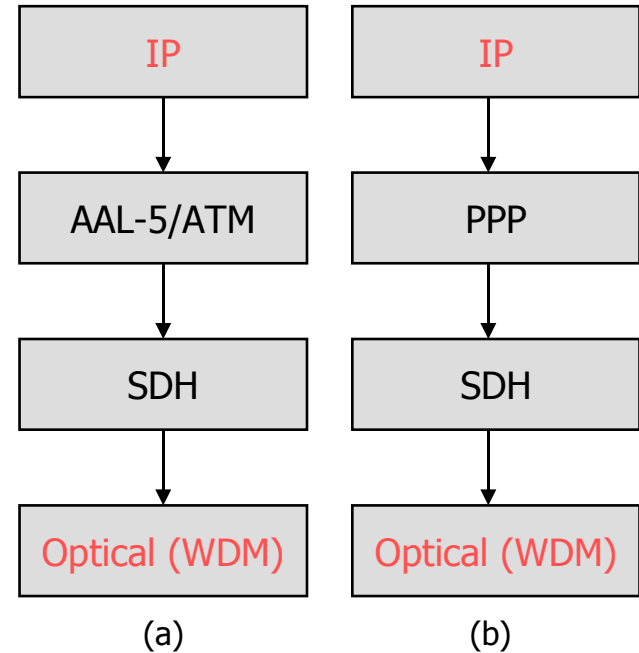 IP
AAL-5/ATM
SDH
Optical (WDM)
(a)
IP
PPP
SDH
Optical (WDM)
(b)